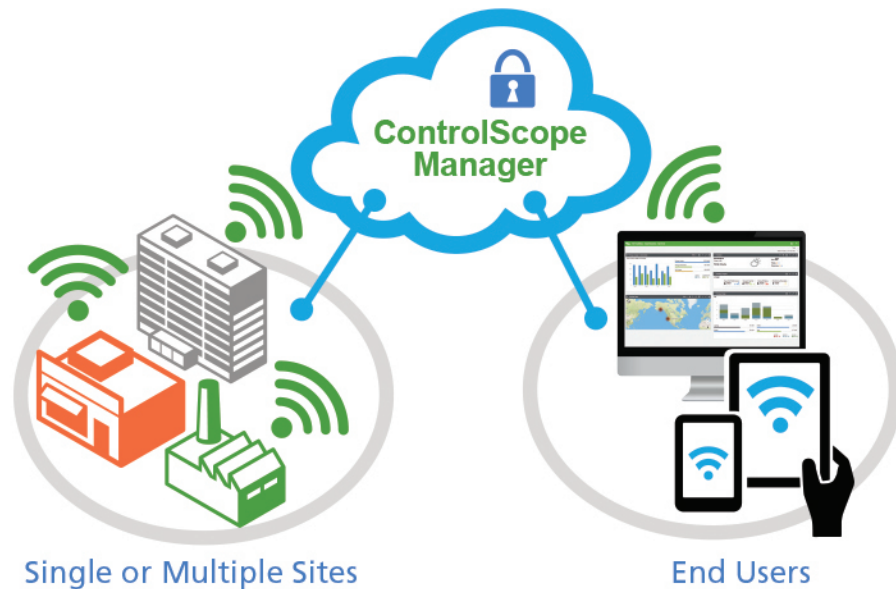 ControlScope
Manager
Single or Multiple Sites
End Users